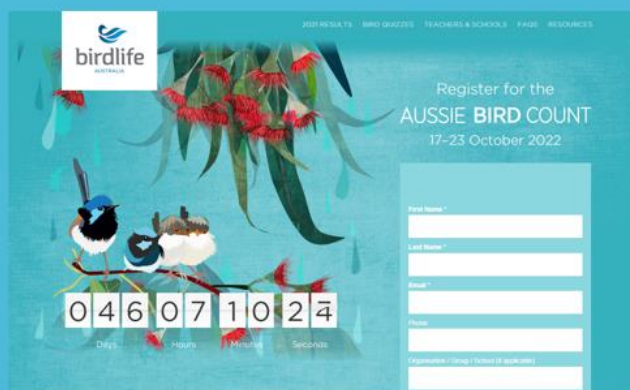 birdlife
AUSTRALIA
2021 RESULTS BIRD QUIZZES TEACHERS & SCHOOLS FAQS RESOURCES
Register for the
AUSSIE BIRD COUNT
17–23 October 2022
First Name *
Last Name *
Email *
Phone
Organisation / Group / School (if applicable)
046 07 10 24
Days Hours Minutes Seconds